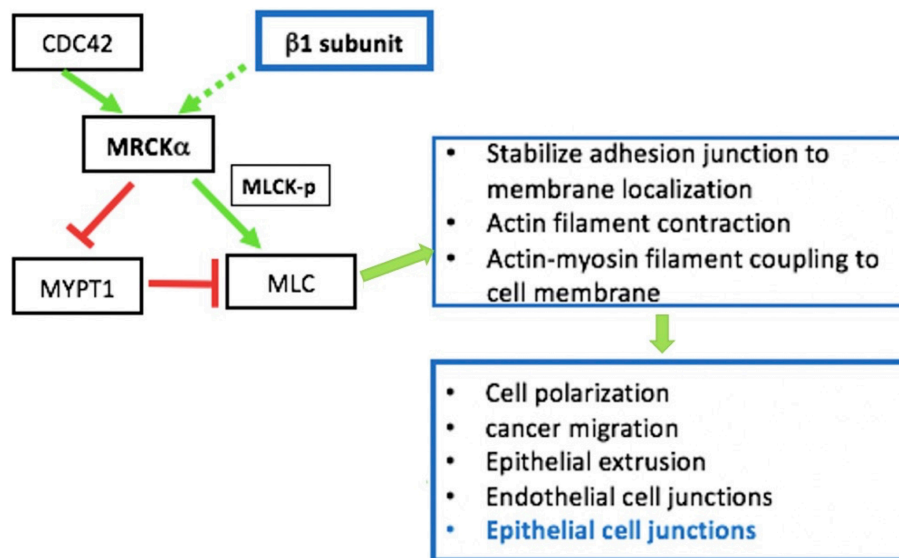 CDC42
β1 subunit
MRCKα
MLCK-p
MYPT1
MLC
• Stabilize adhesion junction to
membrane localization
• Actin filament contraction
• Actin-myosin filament coupling to
cell membrane
• Cell polarization
• cancer migration
• Epithelial extrusion
• Endothelial cell junctions
• Epithelial cell junctions